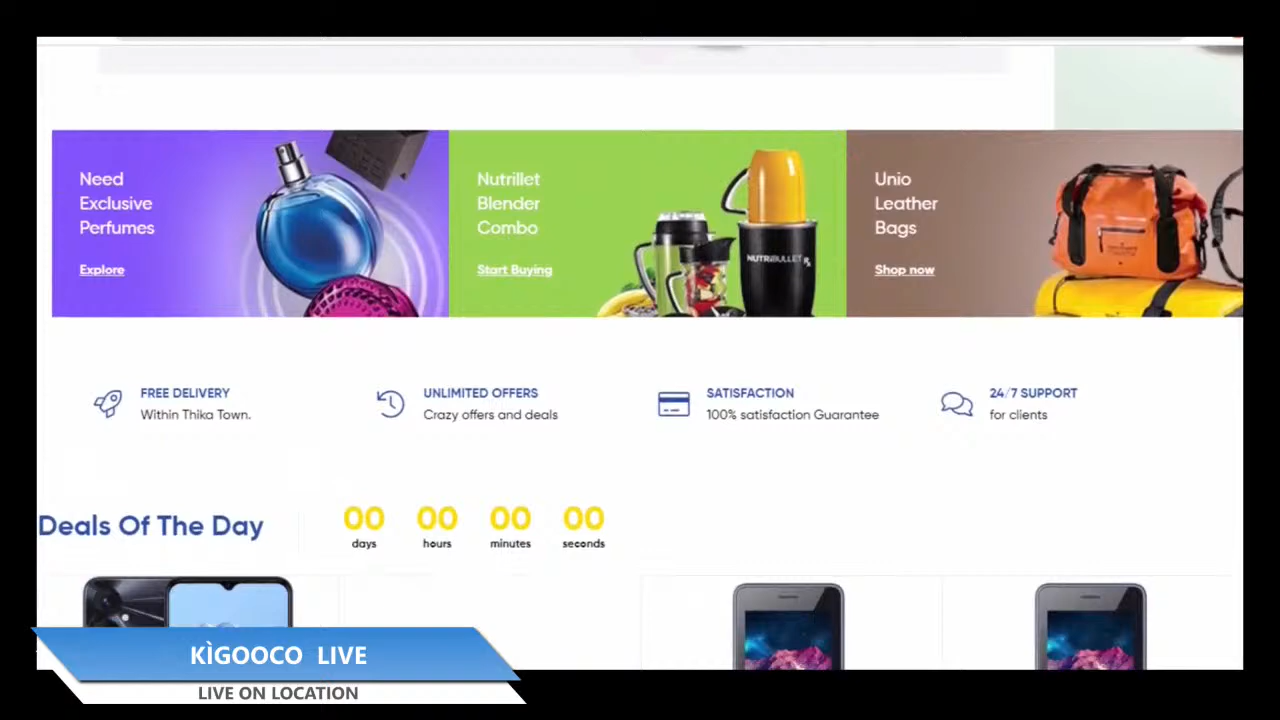 Need
Exclusive
Perfumes
Explore
Nutrillet
Blender
Combo
Start Buying
NUTRIBULLET Rx
Unio
Leather
Bags
Shop now
FREE DELIVERY
Within Thika Town.
UNLIMITED OFFERS
Crazy offers and deals
SATISFACTION
100% satisfaction Guarantee
24/7 SUPPORT
for clients
Deals Of The Day
00 00 00 00
days hours minutes seconds
KÌGOOCO LIVE
LIVE ON LOCATION